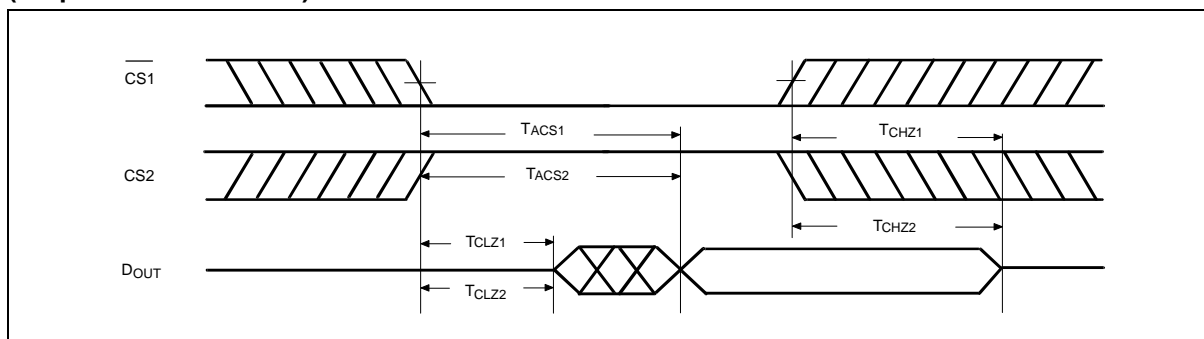 CS1
TACS1
TCHZ1
CS2
TACS2
TCHZ2
TCLZ1
DOUT
TCLZ2